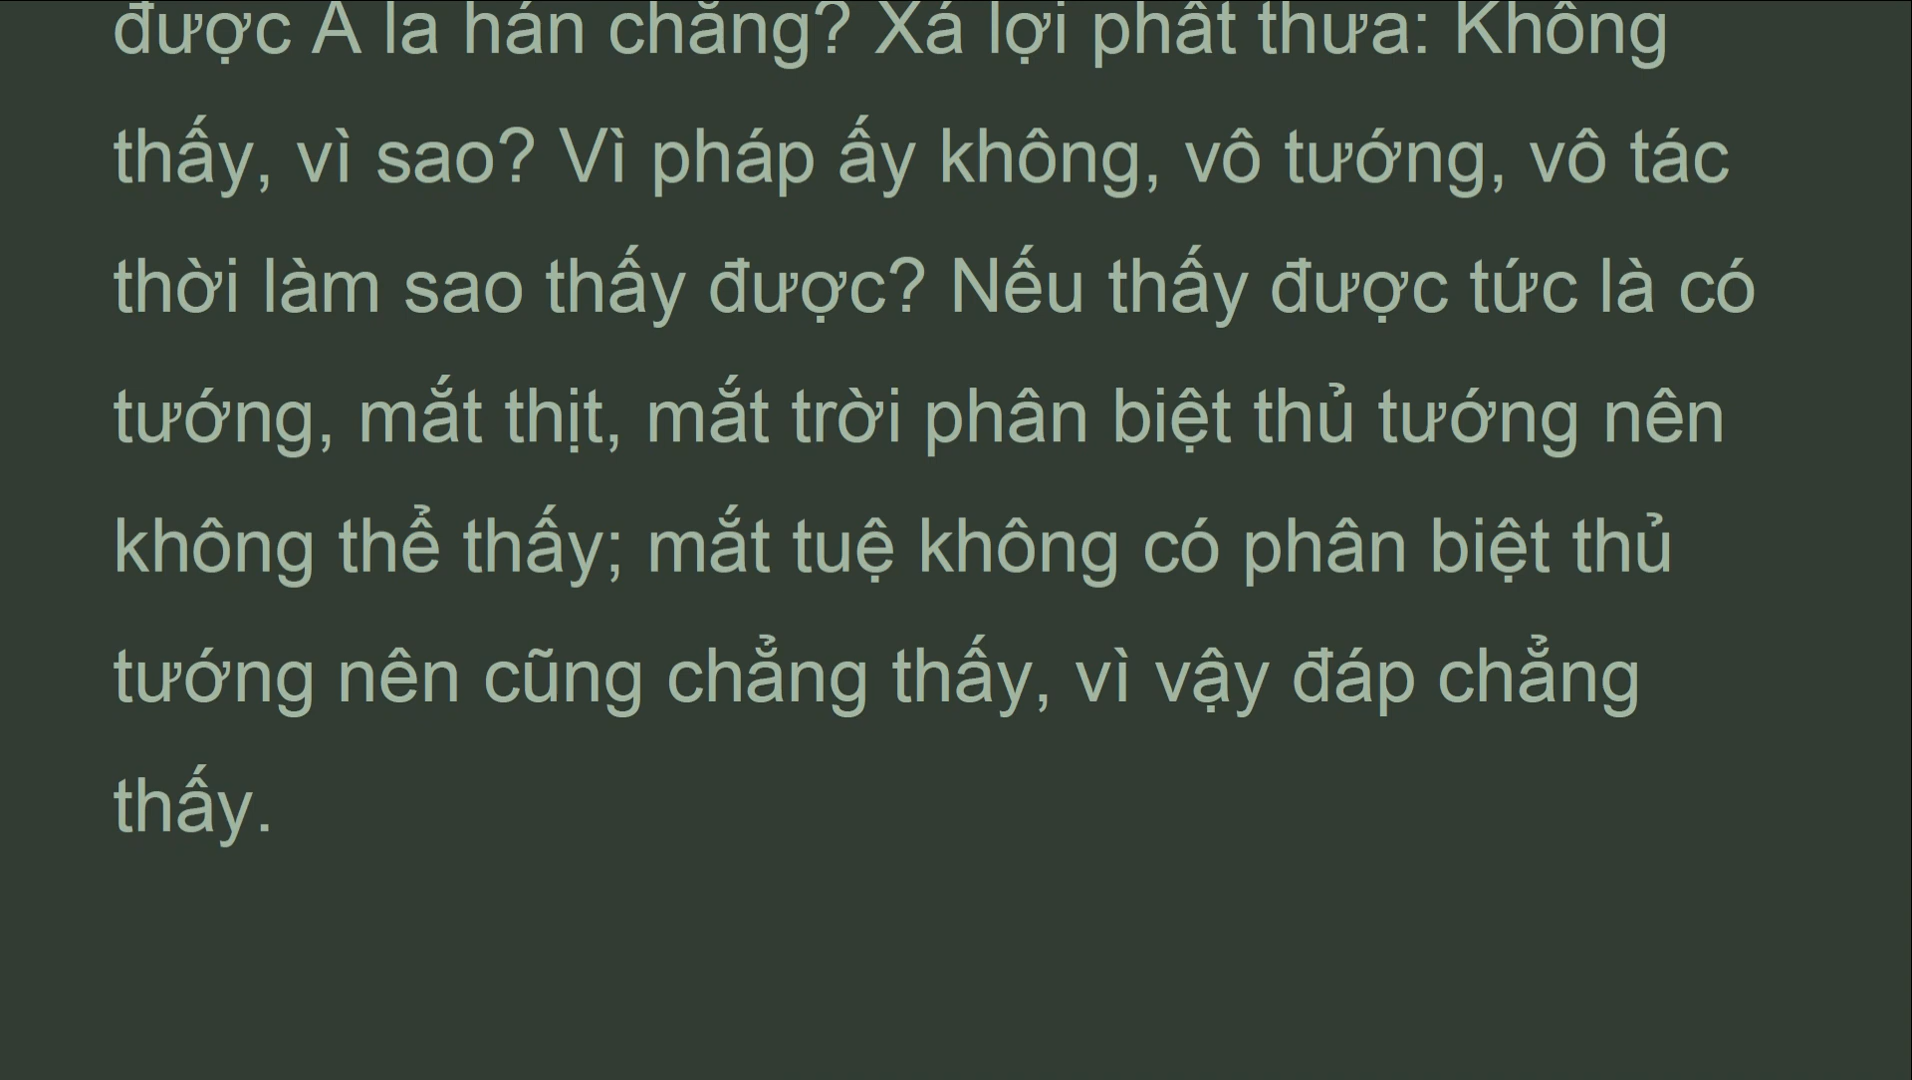 được A la hán chăng? Xá lợi phất thưa: Không
thấy, vì sao? Vì pháp ấy không, vô tướng, vô tác
thời làm sao thấy được? Nếu thấy được tức là có
tướng, mắt thịt, mắt trời phân biệt thủ tướng nên
không thể thấy; mắt tuệ không có phân biệt thủ
tướng nên cũng chẳng thấy, vì vậy đáp chẳng
thấy.